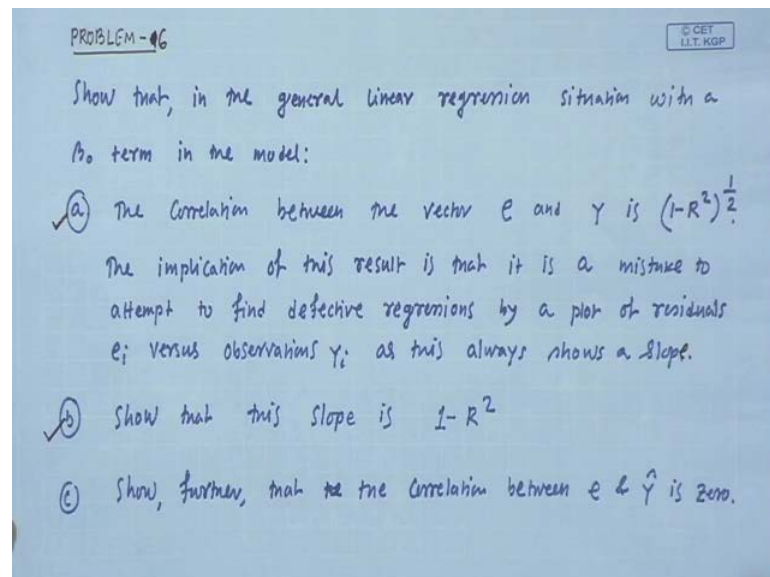 PROBLEM - 16
© CET
I.I.T. KGP
Show that, in the general linear regression situation with a
β₀ term in the model:
(a) The Correlation between the vector e and Y is (1-R²)^{1/2}.
The implication of this result is that it is a mistake to
attempt to find defective regressions by a plot of residuals
eᵢ versus observations Yᵢ as this always shows a slope.
(b) Show that this slope is 1-R²
(c) Show, further, that the correlation between e & Ŷ is zero.